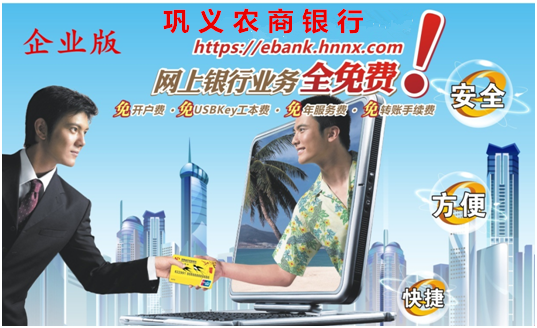 巩义农商银行
企业版
https://ebank.hnnx.com
网上银行业务全免费!
免开户费·免USBKey工本费·免年服务费·免转账手续费
安全
方便
快捷